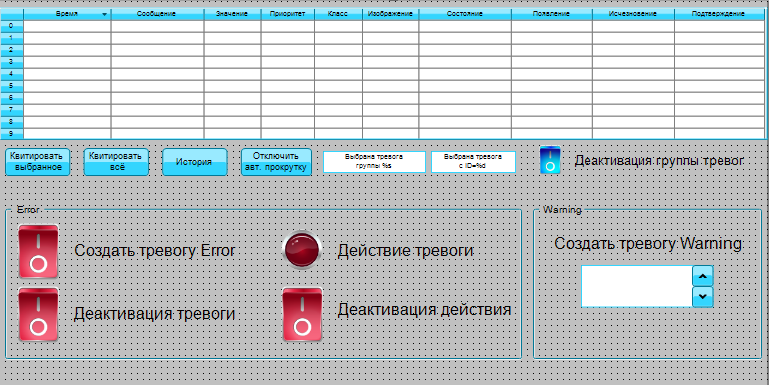 Время Сообщение Значение Приоритет Класс Изображение Состояние Появление Исчезновение Подтверждение
0
1
2
3
4
5
6
7
8
9
Квитировать выбранное
Квитировать всё
История
Отключить авт. прокрутку
Выбрана тревога группы %s
Выбрана тревога с ID=%d
Деактивация группы тревог
Error
Создать тревогу Error
Действие тревоги
Деактивация тревоги
Деактивация действия
Warning
Создать тревогу Warning